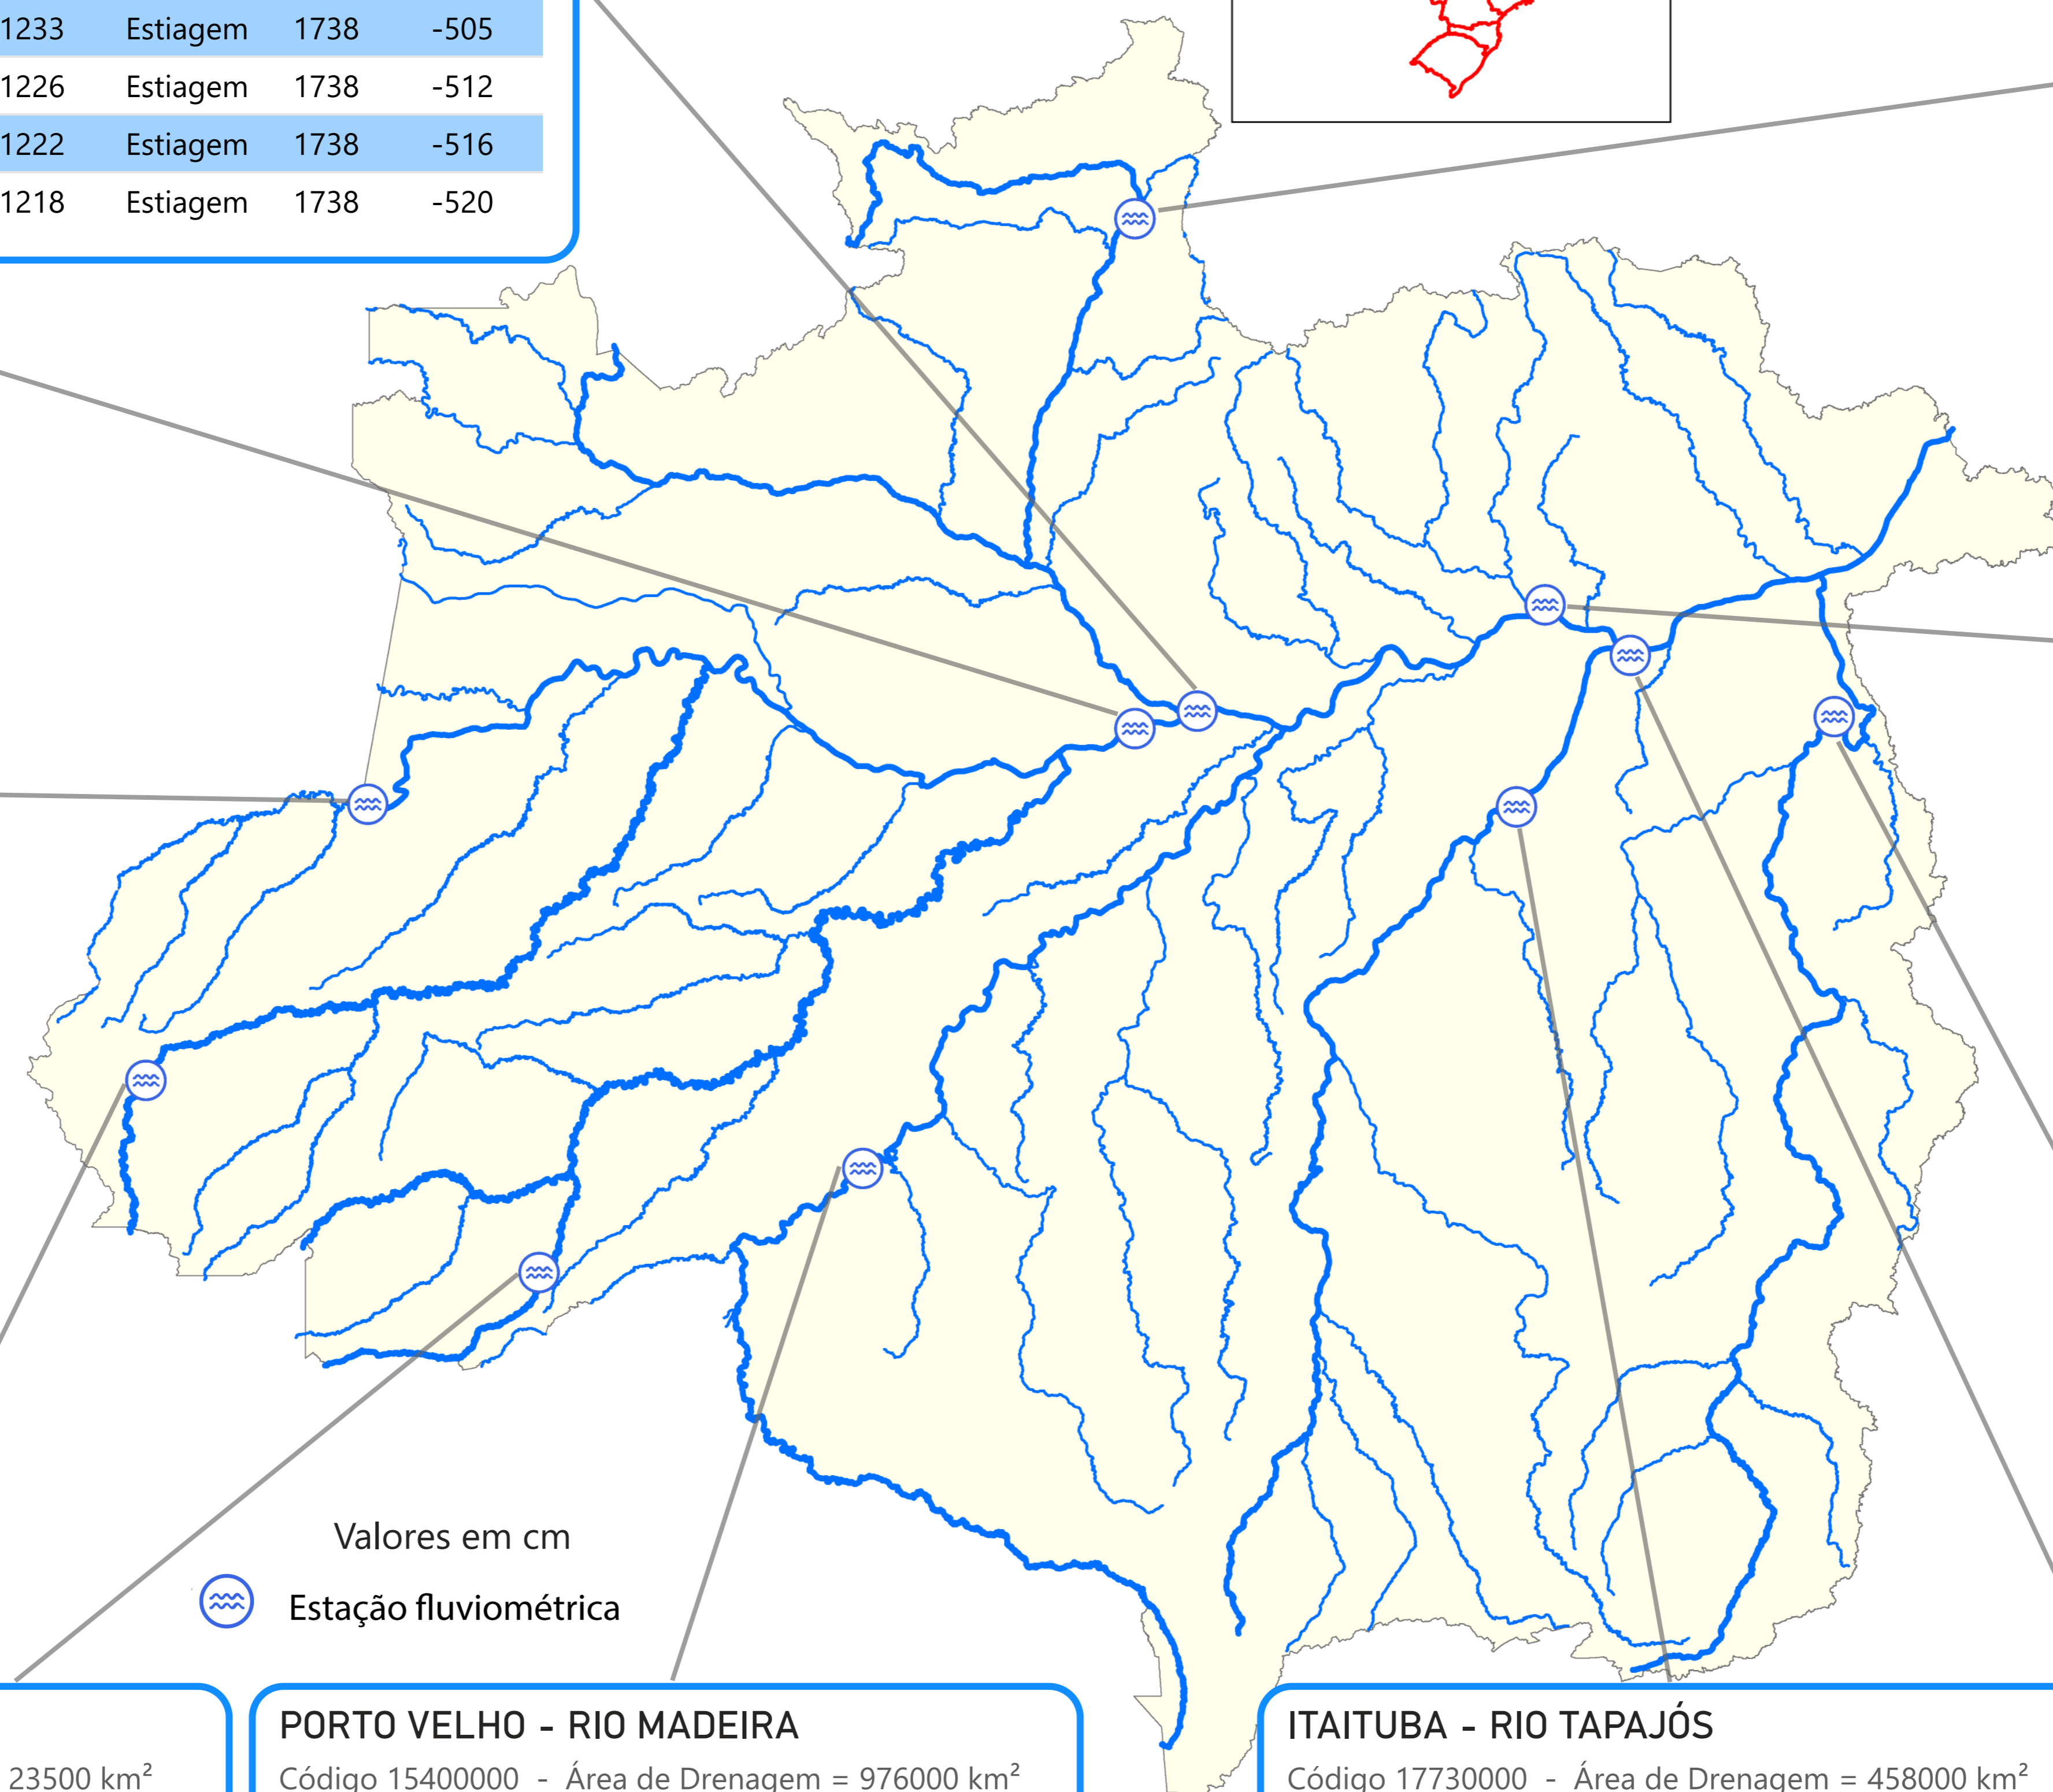 1233 Estiagem 1738 -505
1226 Estiagem 1738 -512
1222 Estiagem 1738 -516
1218 Estiagem 1738 -520
Valores em cm
Estação fluviométrica
23500 km²
PORTO VELHO - RIO MADEIRA
Código 15400000 - Área de Drenagem = 976000 km²
ITAITUBA - RIO TAPAJÓS
Código 17730000 - Área de Drenagem = 458000 km²